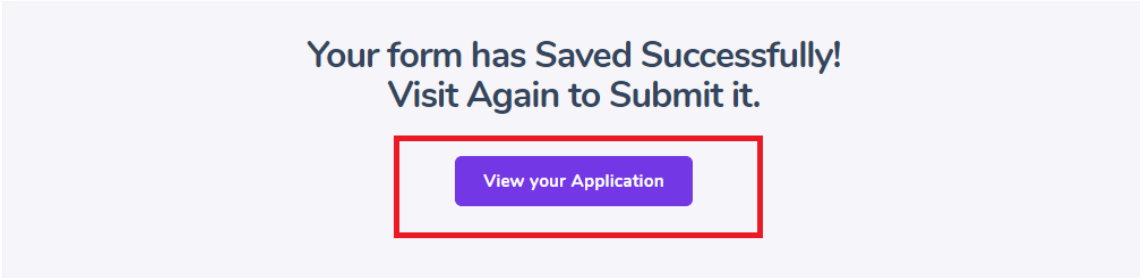 Your form has Saved Successfully!
Visit Again to Submit it.
View your Application